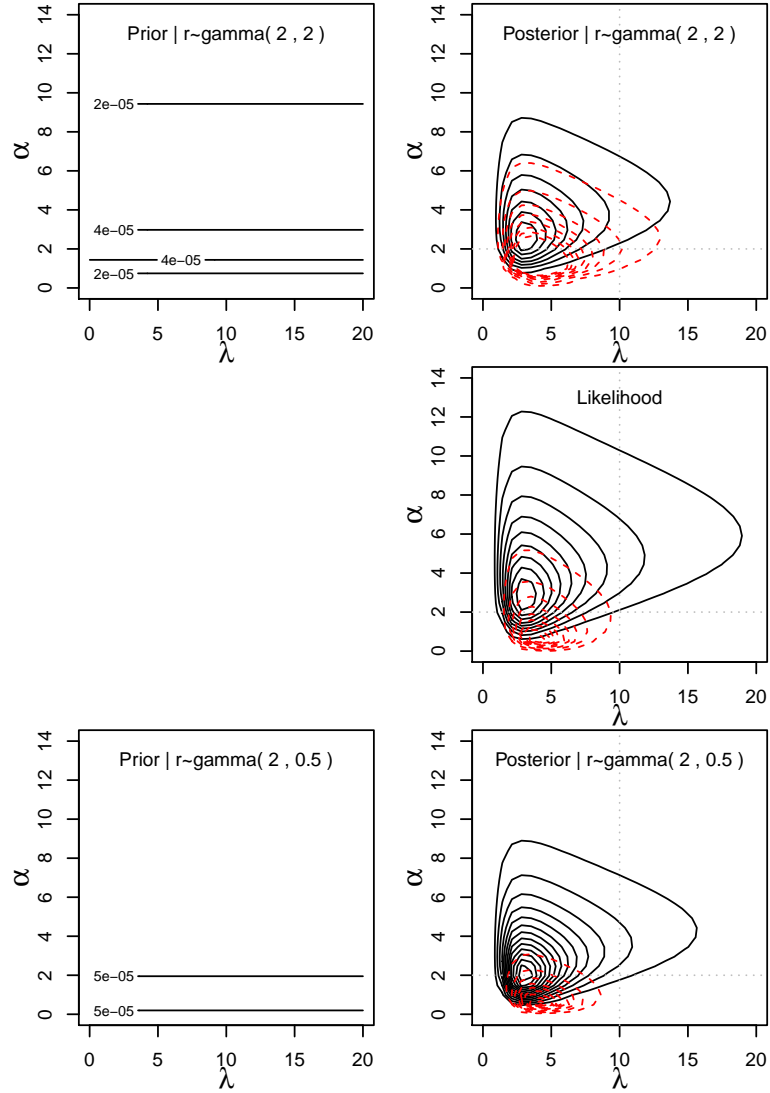 Prior | r~gamma( 2 , 2 )
α
14
12
10
8
6
4
2
0
2e−05
4e−05
4e−05
2e−05
0 5 10 15 20
λ
Posterior | r~gamma( 2 , 2 )
α
14
12
10
8
6
4
2
0
0 5 10 15 20
λ
Likelihood
α
14
12
10
8
6
4
2
0
0 5 10 15 20
λ
Prior | r~gamma( 2 , 0.5 )
α
14
12
10
8
6
4
2
0
5e−05
5e−05
0 5 10 15 20
λ
Posterior | r~gamma( 2 , 0.5 )
α
14
12
10
8
6
4
2
0
0 5 10 15 20
λ